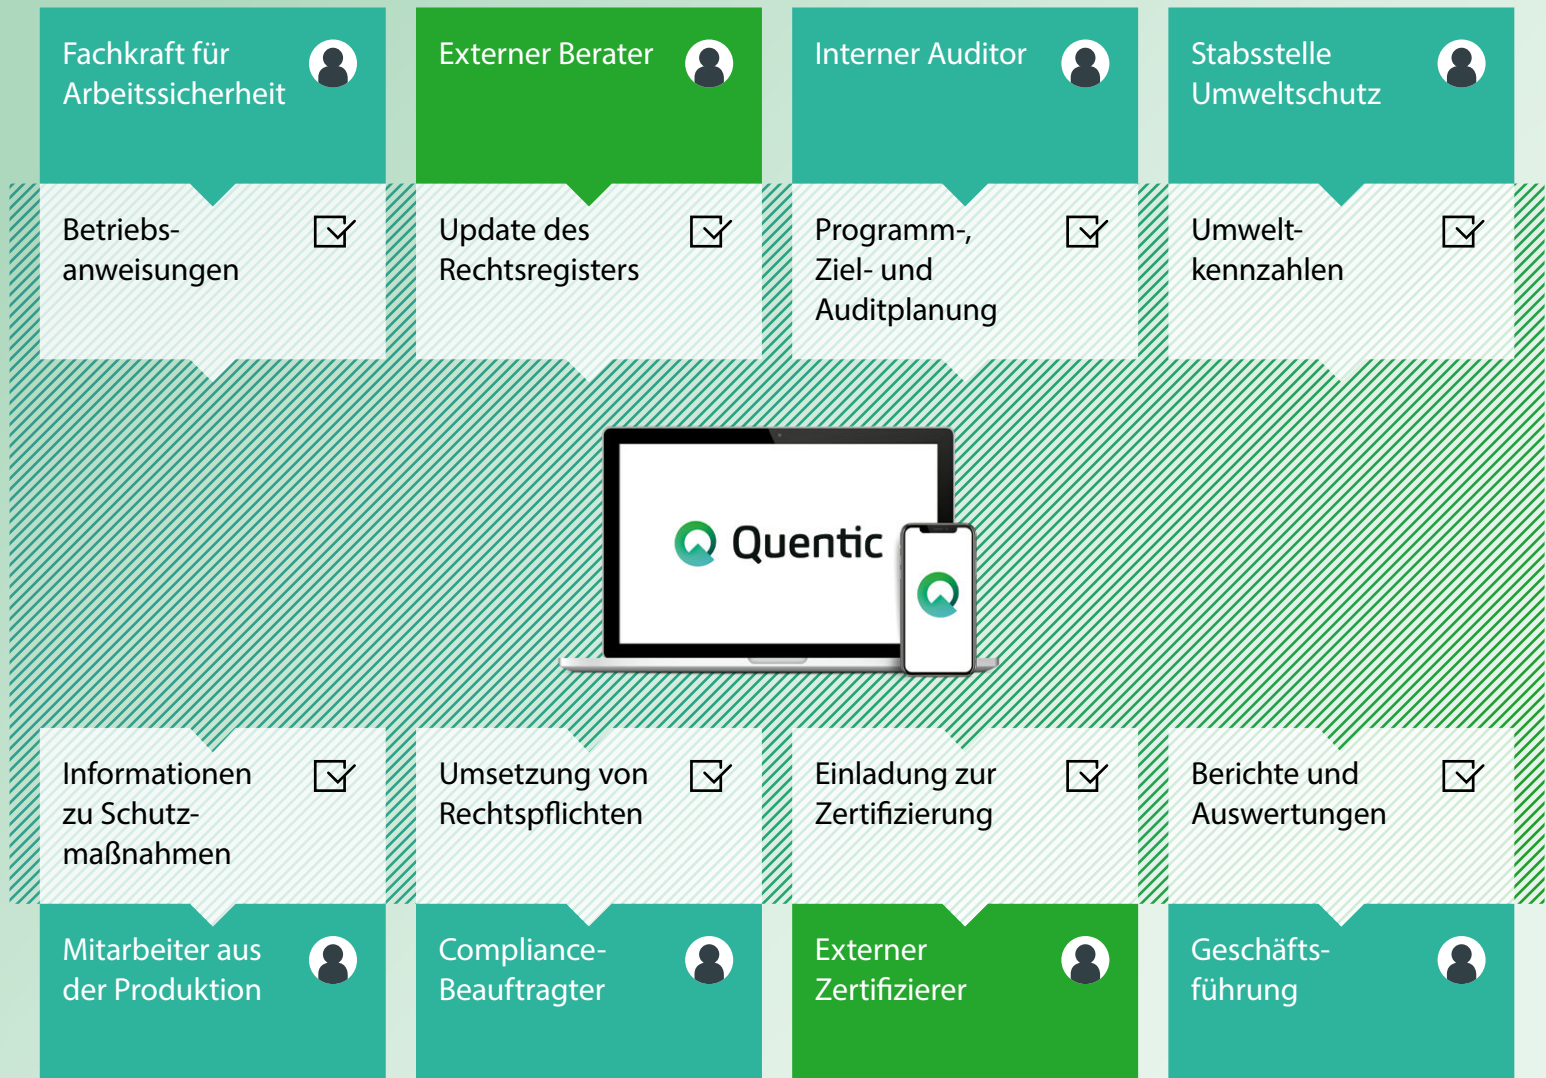 Fachkraft für
Arbeitssicherheit
Externer Berater
Interner Auditor
Stabsstelle
Umweltschutz
Betriebs-
anweisungen
Update des
Rechtsregisters
Programm-,
Ziel- und
Auditplanung
Umwelt-
kennzahlen
Quentic
Informationen
zu Schutz-
maßnahmen
Umsetzung von
Rechtspflichten
Einladung zur
Zertifizierung
Berichte und
Auswertungen
Mitarbeiter aus
der Produktion
Compliance-
Beauftragter
Externer
Zertifizierer
Geschäfts-
führung